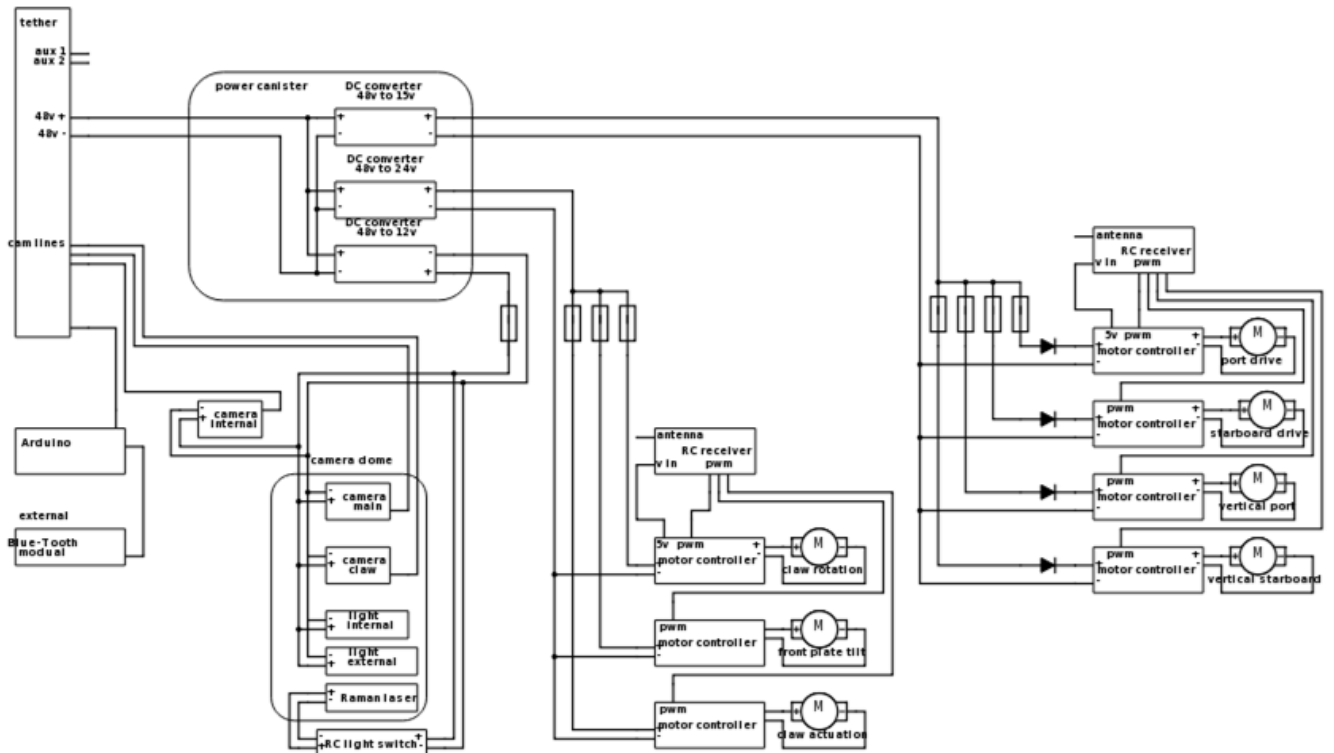 tether
aux 1
aux 2
48v +
48v -
cam lines
power canister
DC converter
48v to 15v
+ +
- -
DC converter
48v to 24v
+ +
- -
DC converter
48v to 12v
+ -
- +
antenna
RC receiver
v in pwm
5v pwm
+ +
- -
motor controller
M
port drive
pwm
+ +
- -
motor controller
M
starboard drive
pwm
+ +
- -
motor controller
M
vertical port
pwm
+ +
- -
motor controller
M
vertical starboard
-
+
camera
internal
Arduino
external
Blue-Tooth
modual
camera dome
-
+
camera
main
-
+
camera
claw
-
+
light
internal
-
+
light
external
+
-
Raman laser
- +
+ -
RC light switch
antenna
RC receiver
v in pwm
5v pwm
+ +
- -
motor controller
M
claw rotation
pwm
+ +
- -
motor controller
M
front plate tilt
pwm
+ +
- -
motor controller
M
claw actuation